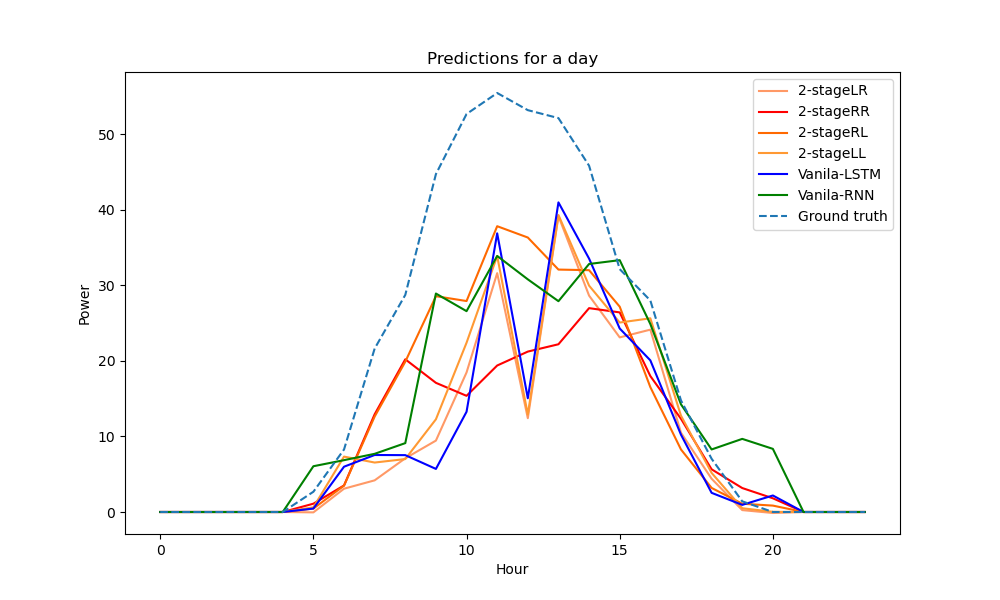 Predictions for a day
2-stageLR
2-stageRR
2-stageRL
2-stageLL
Vanila-LSTM
Vanila-RNN
Ground truth
50
40
30
20
10
0
Power
0 5 10 15 20
Hour